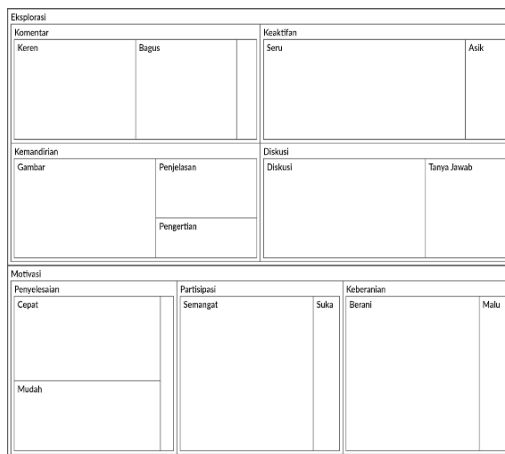 Eksplorasi
Komentar
Keren
Bagus
Keaktifan
Seru
Asik
Kemandirian
Gambar
Penjelasan
Pengertian
Diskusi
Diskusi
Tanya Jawab
Motivasi
Penyelesaian
Cepat
Mudah
Partisipasi
Semangat
Suka
Keberanian
Berani
Malu